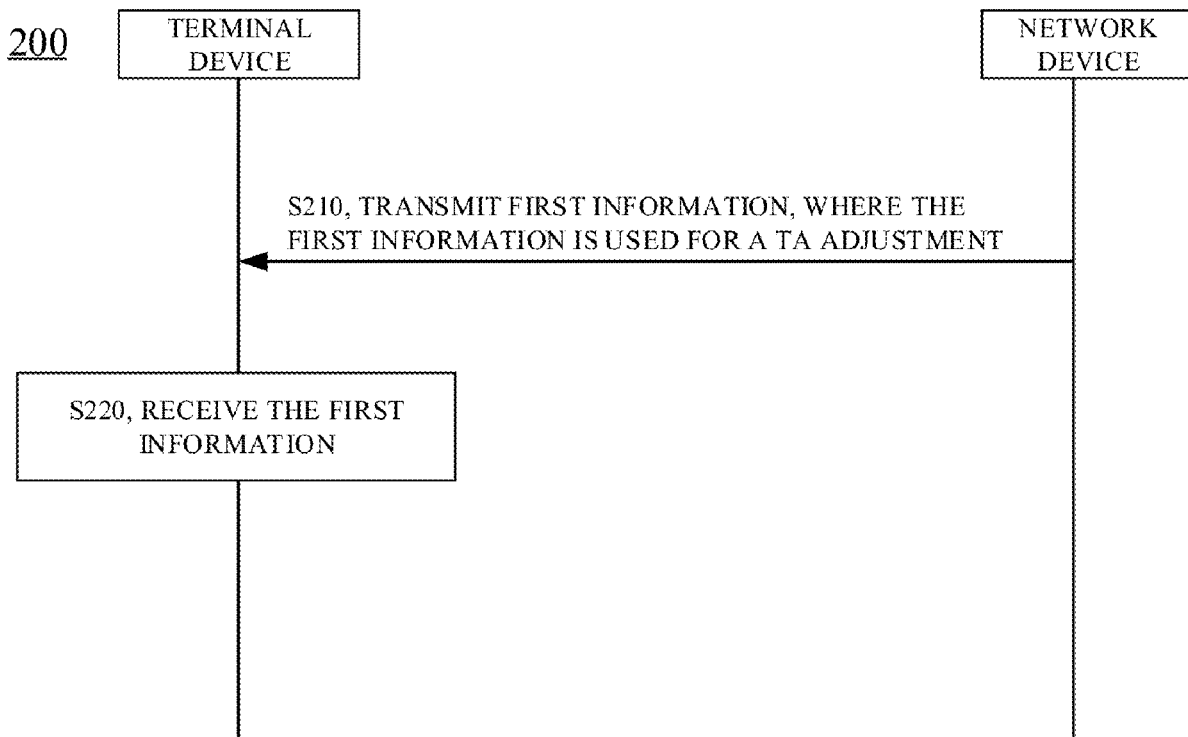 200
TERMINAL
DEVICE
NETWORK
DEVICE
S210, TRANSMIT FIRST INFORMATION, WHERE THE
FIRST INFORMATION IS USED FOR A TA ADJUSTMENT
S220, RECEIVE THE FIRST
INFORMATION